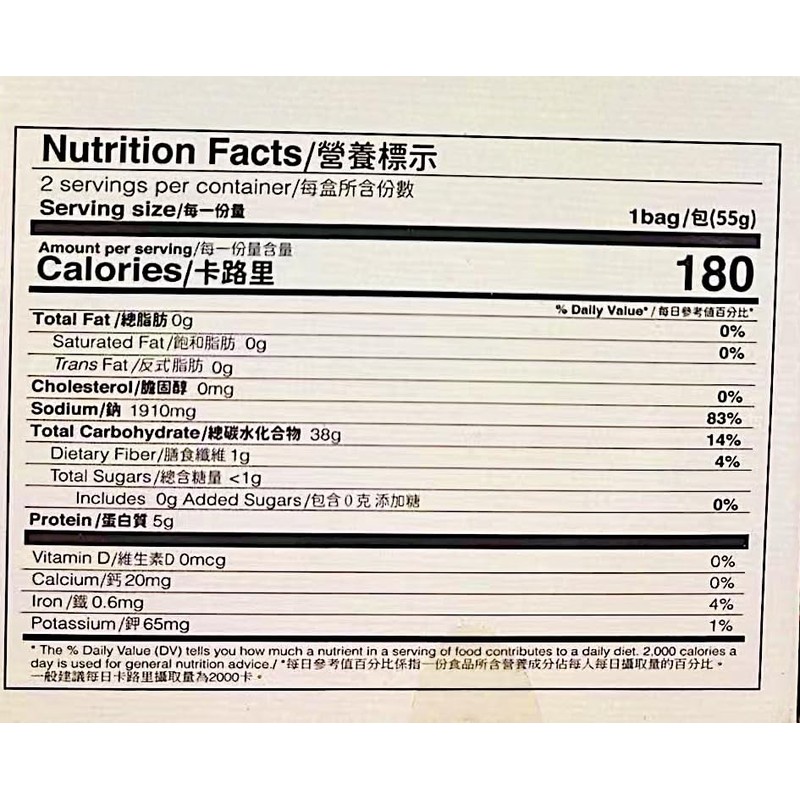 Nutrition Facts/營養標示
2 servings per container/每盒所含份數
Serving size/每一份量 1bag/包(55g)
Amount per serving/每一份量含量
Calories/卡路里 180
% Daily Value*/每日參考值百分比*
Total Fat/總脂肪 0g 0%
Saturated Fat/飽和脂肪 0g 0%
Trans Fat/反式脂肪 0g
Cholesterol/膽固醇 0mg 0%
Sodium/鈉 1910mg 83%
Total Carbohydrate/總碳水化合物 38g 14%
Dietary Fiber/膳食纖維 1g 4%
Total Sugars/總含糖量 <1g
Includes 0g Added Sugars/包含0克 添加糖 0%
Protein/蛋白質 5g
Vitamin D/維生素D 0mcg 0%
Calcium/鈣 20mg 0%
Iron/鐵 0.6mg 4%
Potassium/鉀 65mg 1%
* The % Daily Value (DV) tells you how much a nutrient in a serving of food contributes to a daily diet. 2,000 calories a
day is used for general nutrition advice./ *每日參考值百分比係指一份食品所含營養成分佔每人每日攝取量的百分比。
一般建議每日卡路里攝取量為2000卡。